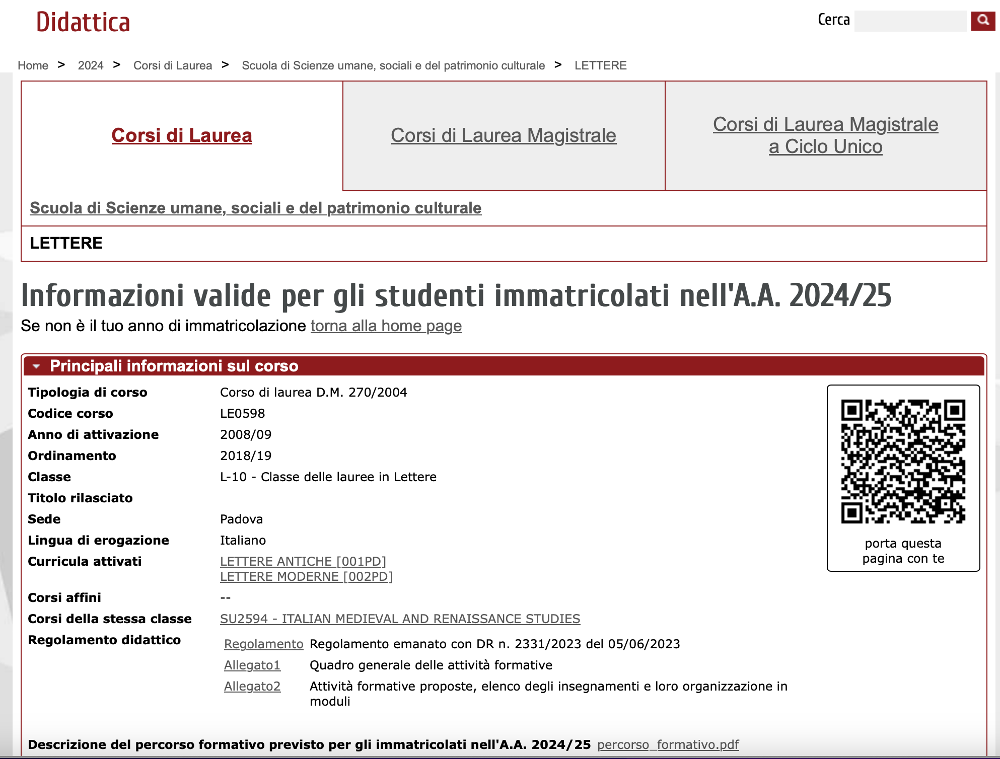 Didattica
Cerca
Home > 2024 > Corsi di Laurea > Scuola di Scienze umane, sociali e del patrimonio culturale > LETTERE
Corsi di Laurea
Corsi di Laurea Magistrale
Corsi di Laurea Magistrale
a Ciclo Unico
Scuola di Scienze umane, sociali e del patrimonio culturale
LETTERE
Informazioni valide per gli studenti immatricolati nell'A.A. 2024/25
Se non è il tuo anno di immatricolazione torna alla home page
Principali informazioni sul corso
Tipologia di corso Corso di laurea D.M. 270/2004
Codice corso LE0598
Anno di attivazione 2008/09
Ordinamento 2018/19
Classe L-10 - Classe delle lauree in Lettere
Titolo rilasciato
Sede Padova
Lingua di erogazione Italiano
Curricula attivati LETTERE ANTICHE [001PD]
LETTERE MODERNE [002PD]
Corsi affini --
Corsi della stessa classe SU2594 - ITALIAN MEDIEVAL AND RENAISSANCE STUDIES
Regolamento didattico
Regolamento Regolamento emanato con DR n. 2331/2023 del 05/06/2023
Allegato1 Quadro generale delle attività formative
Allegato2 Attività formative proposte, elenco degli insegnamenti e loro organizzazione in
moduli
porta questa
pagina con te
Descrizione del percorso formativo previsto per gli immatricolati nell'A.A. 2024/25 percorso_formativo.pdf